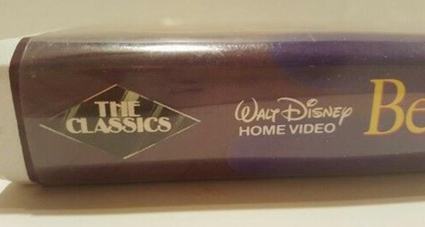 THE
CLASSICS
WALT DISNEY
HOME VIDEO
Be